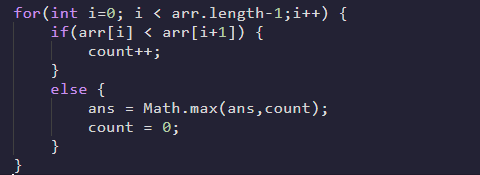 for(int i=0; i < arr.length-1;i++) {
    if(arr[i] < arr[i+1]) {
        count++;
    }
    else {
        ans = Math.max(ans,count);
        count = 0;
    }
}